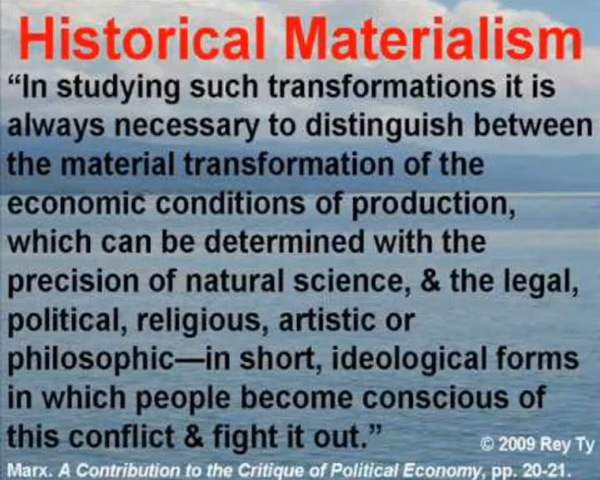 Historical Materialism
“In studying such transformations it is
always necessary to distinguish between
the material transformation of the
economic conditions of production,
which can be determined with the
precision of natural science, & the legal,
political, religious, artistic or
philosophic—in short, ideological forms
in which people become conscious of
this conflict & fight it out.”
© 2009 Rey Ty
Marx. A Contribution to the Critique of Political Economy, pp. 20-21.